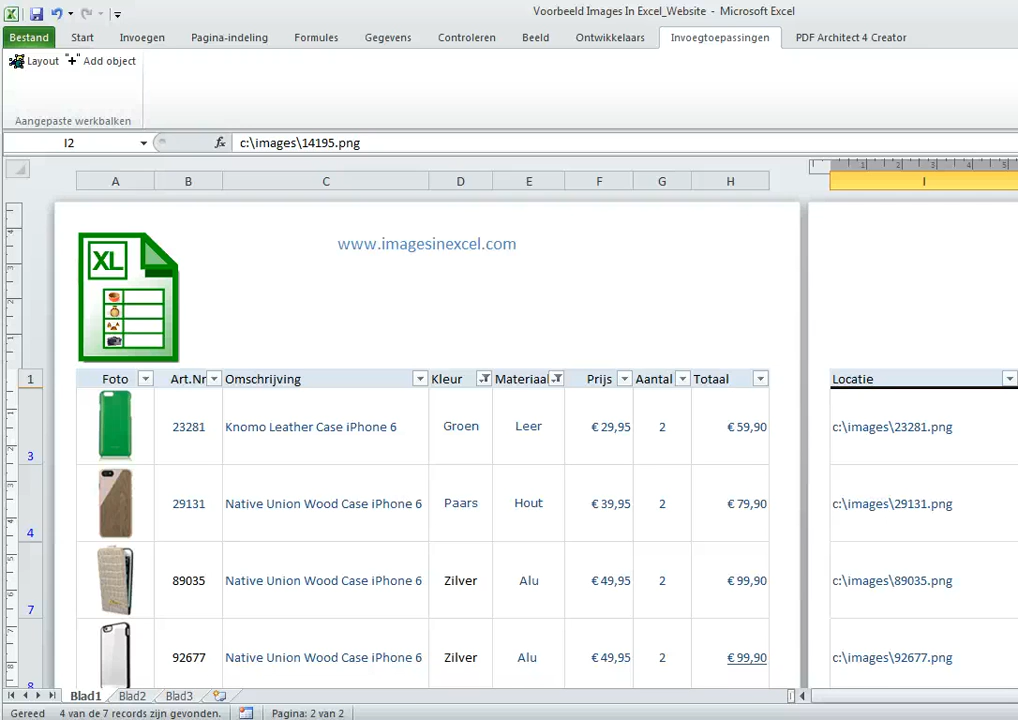 Voorbeeld Images In Excel_Website - Microsoft Excel
Bestand Start Invoegen Pagina-indeling Formules Gegevens Controleren Beeld Ontwikkelaars Invoegtoepassingen PDF Architect 4 Creator
Layout Add object
Aangepaste werkbalken
I2 fx c:\images\14195.png
A B C D E F G H I
www.imagesinexcel.com
XL
1 Foto Art.Nr Omschrijving Kleur Materiaal Prijs Aantal Totaal Locatie
3 23281 Knomo Leather Case iPhone 6 Groen Leer € 29,95 2 € 59,90 c:\images\23281.png
4 29131 Native Union Wood Case iPhone 6 Paars Hout € 39,95 2 € 79,90 c:\images\29131.png
7 89035 Native Union Wood Case iPhone 6 Zilver Alu € 49,95 2 € 99,90 c:\images\89035.png
8 92677 Native Union Wood Case iPhone 6 Zilver Alu € 49,95 2 € 99,90 c:\images\92677.png
Blad1 Blad2 Blad3
Gereed 4 van de 7 records zijn gevonden. Pagina: 2 van 2